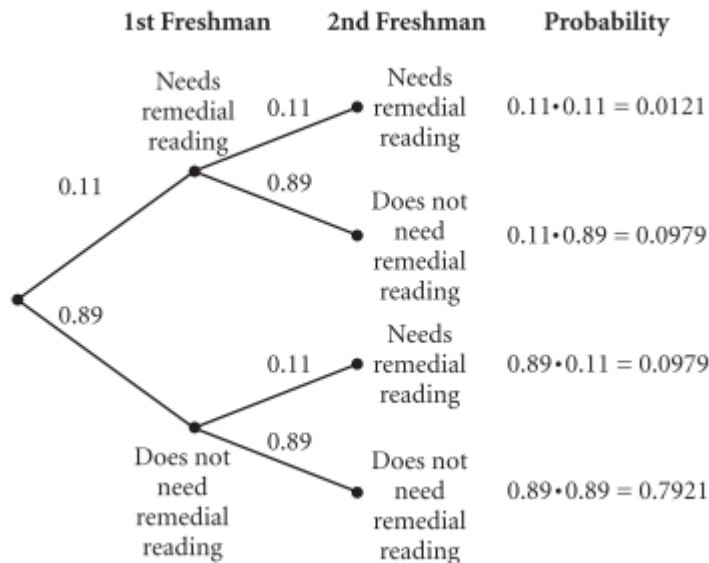 1st Freshman 2nd Freshman Probability
Needs
remedial
reading
0.11
Needs
remedial
reading
0.11•0.11 = 0.0121
0.11
0.89
Does not
need
remedial
reading
0.11•0.89 = 0.0979
0.89
Needs
remedial
reading
0.11
0.89•0.11 = 0.0979
0.89
Does not
need
remedial
reading
Does not
need
remedial
reading
0.89•0.89 = 0.7921